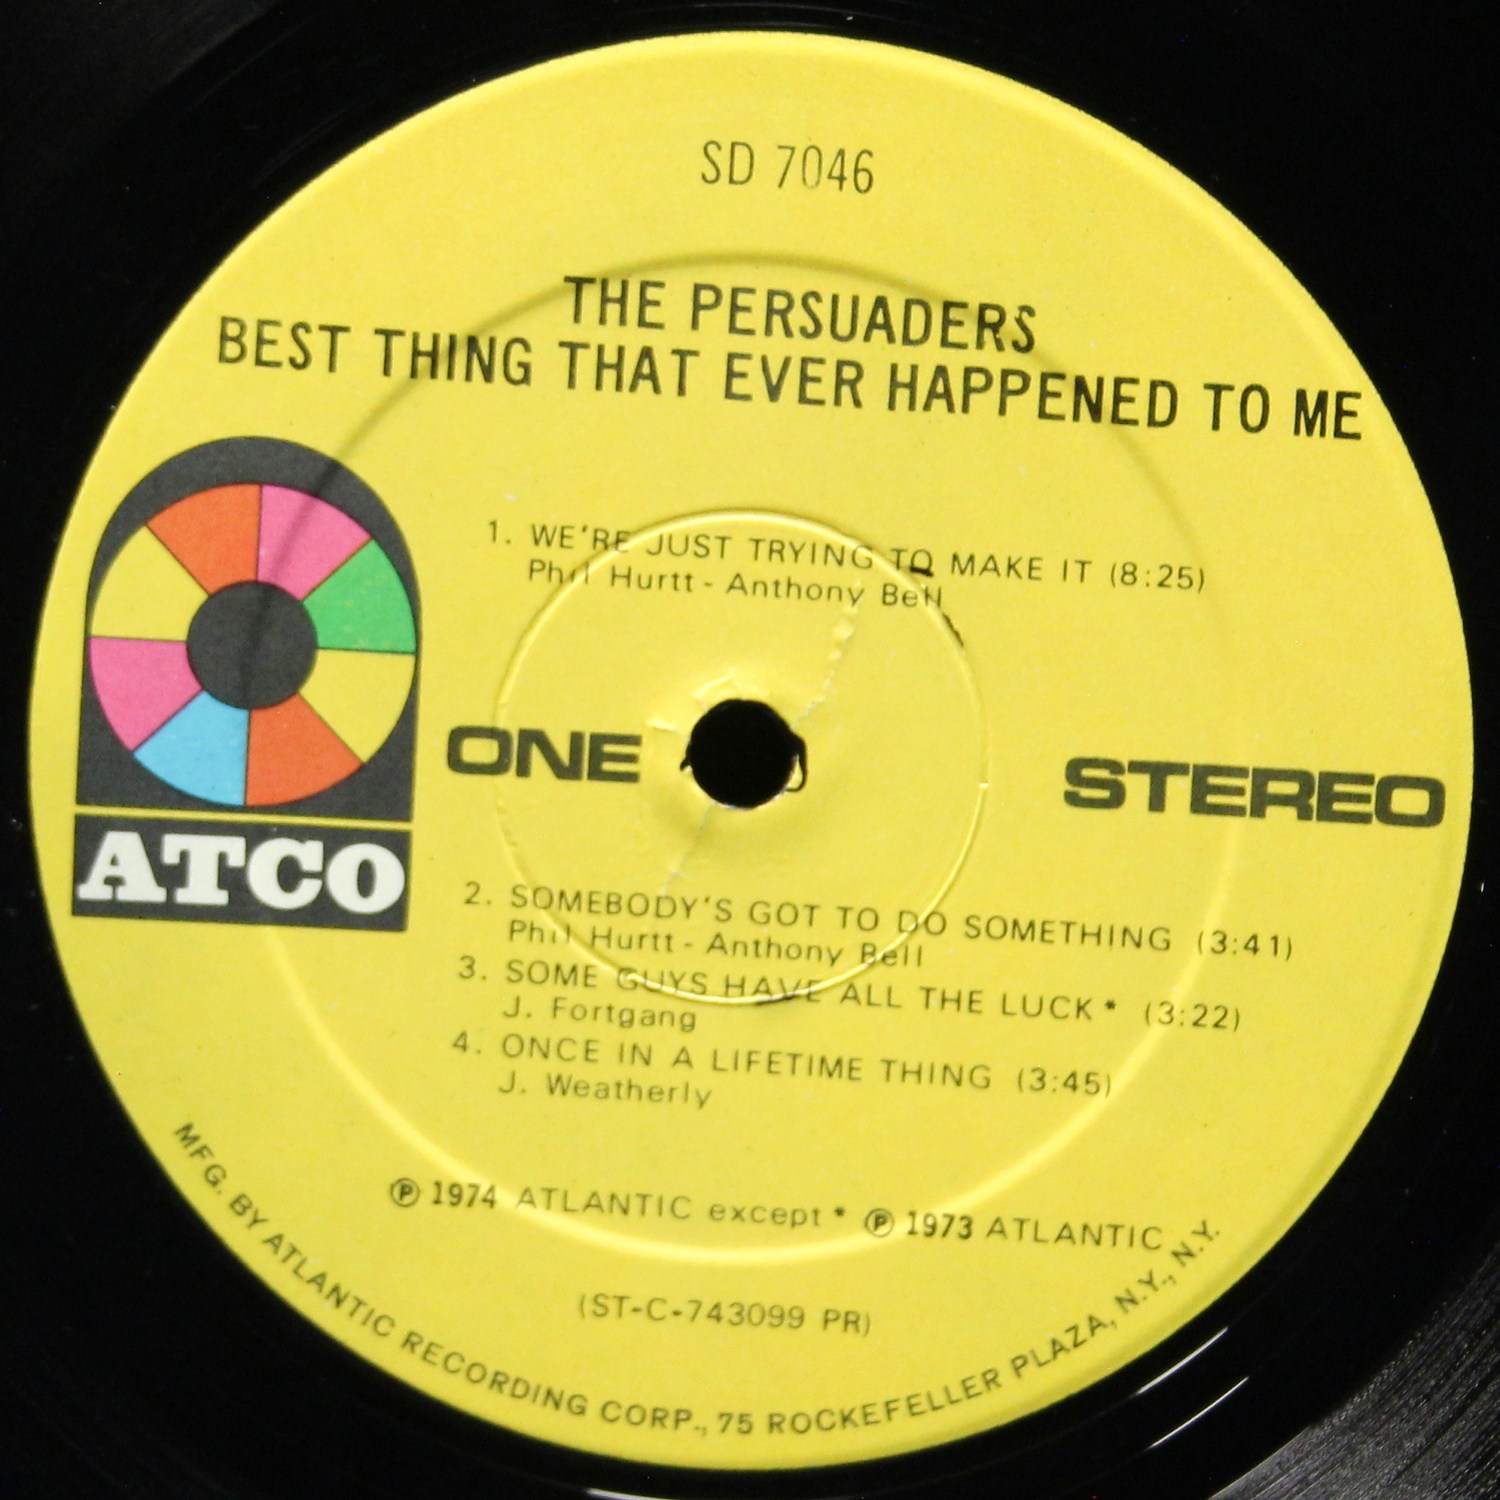 SD 7046
THE PERSUADERS
BEST THING THAT EVER HAPPENED TO ME
1. WE'RE JUST TRYING TO MAKE IT (8:25)
Phil Hurtt - Anthony Bell
ONE
STEREO
ATCO
2. SOMEBODY'S GOT TO DO SOMETHING (3:41)
Phil Hurtt - Anthony Bell
3. SOME GUYS HAVE ALL THE LUCK* (3:22)
J. Fortgang
4. ONCE IN A LIFETIME THING (3:45)
J. Weatherly
℗ 1974 ATLANTIC except * ℗ 1973 ATLANTIC
(ST-C-743099 PR)
MFG. BY ATLANTIC RECORDING CORP., 75 ROCKEFELLER PLAZA, N.Y., N.Y.